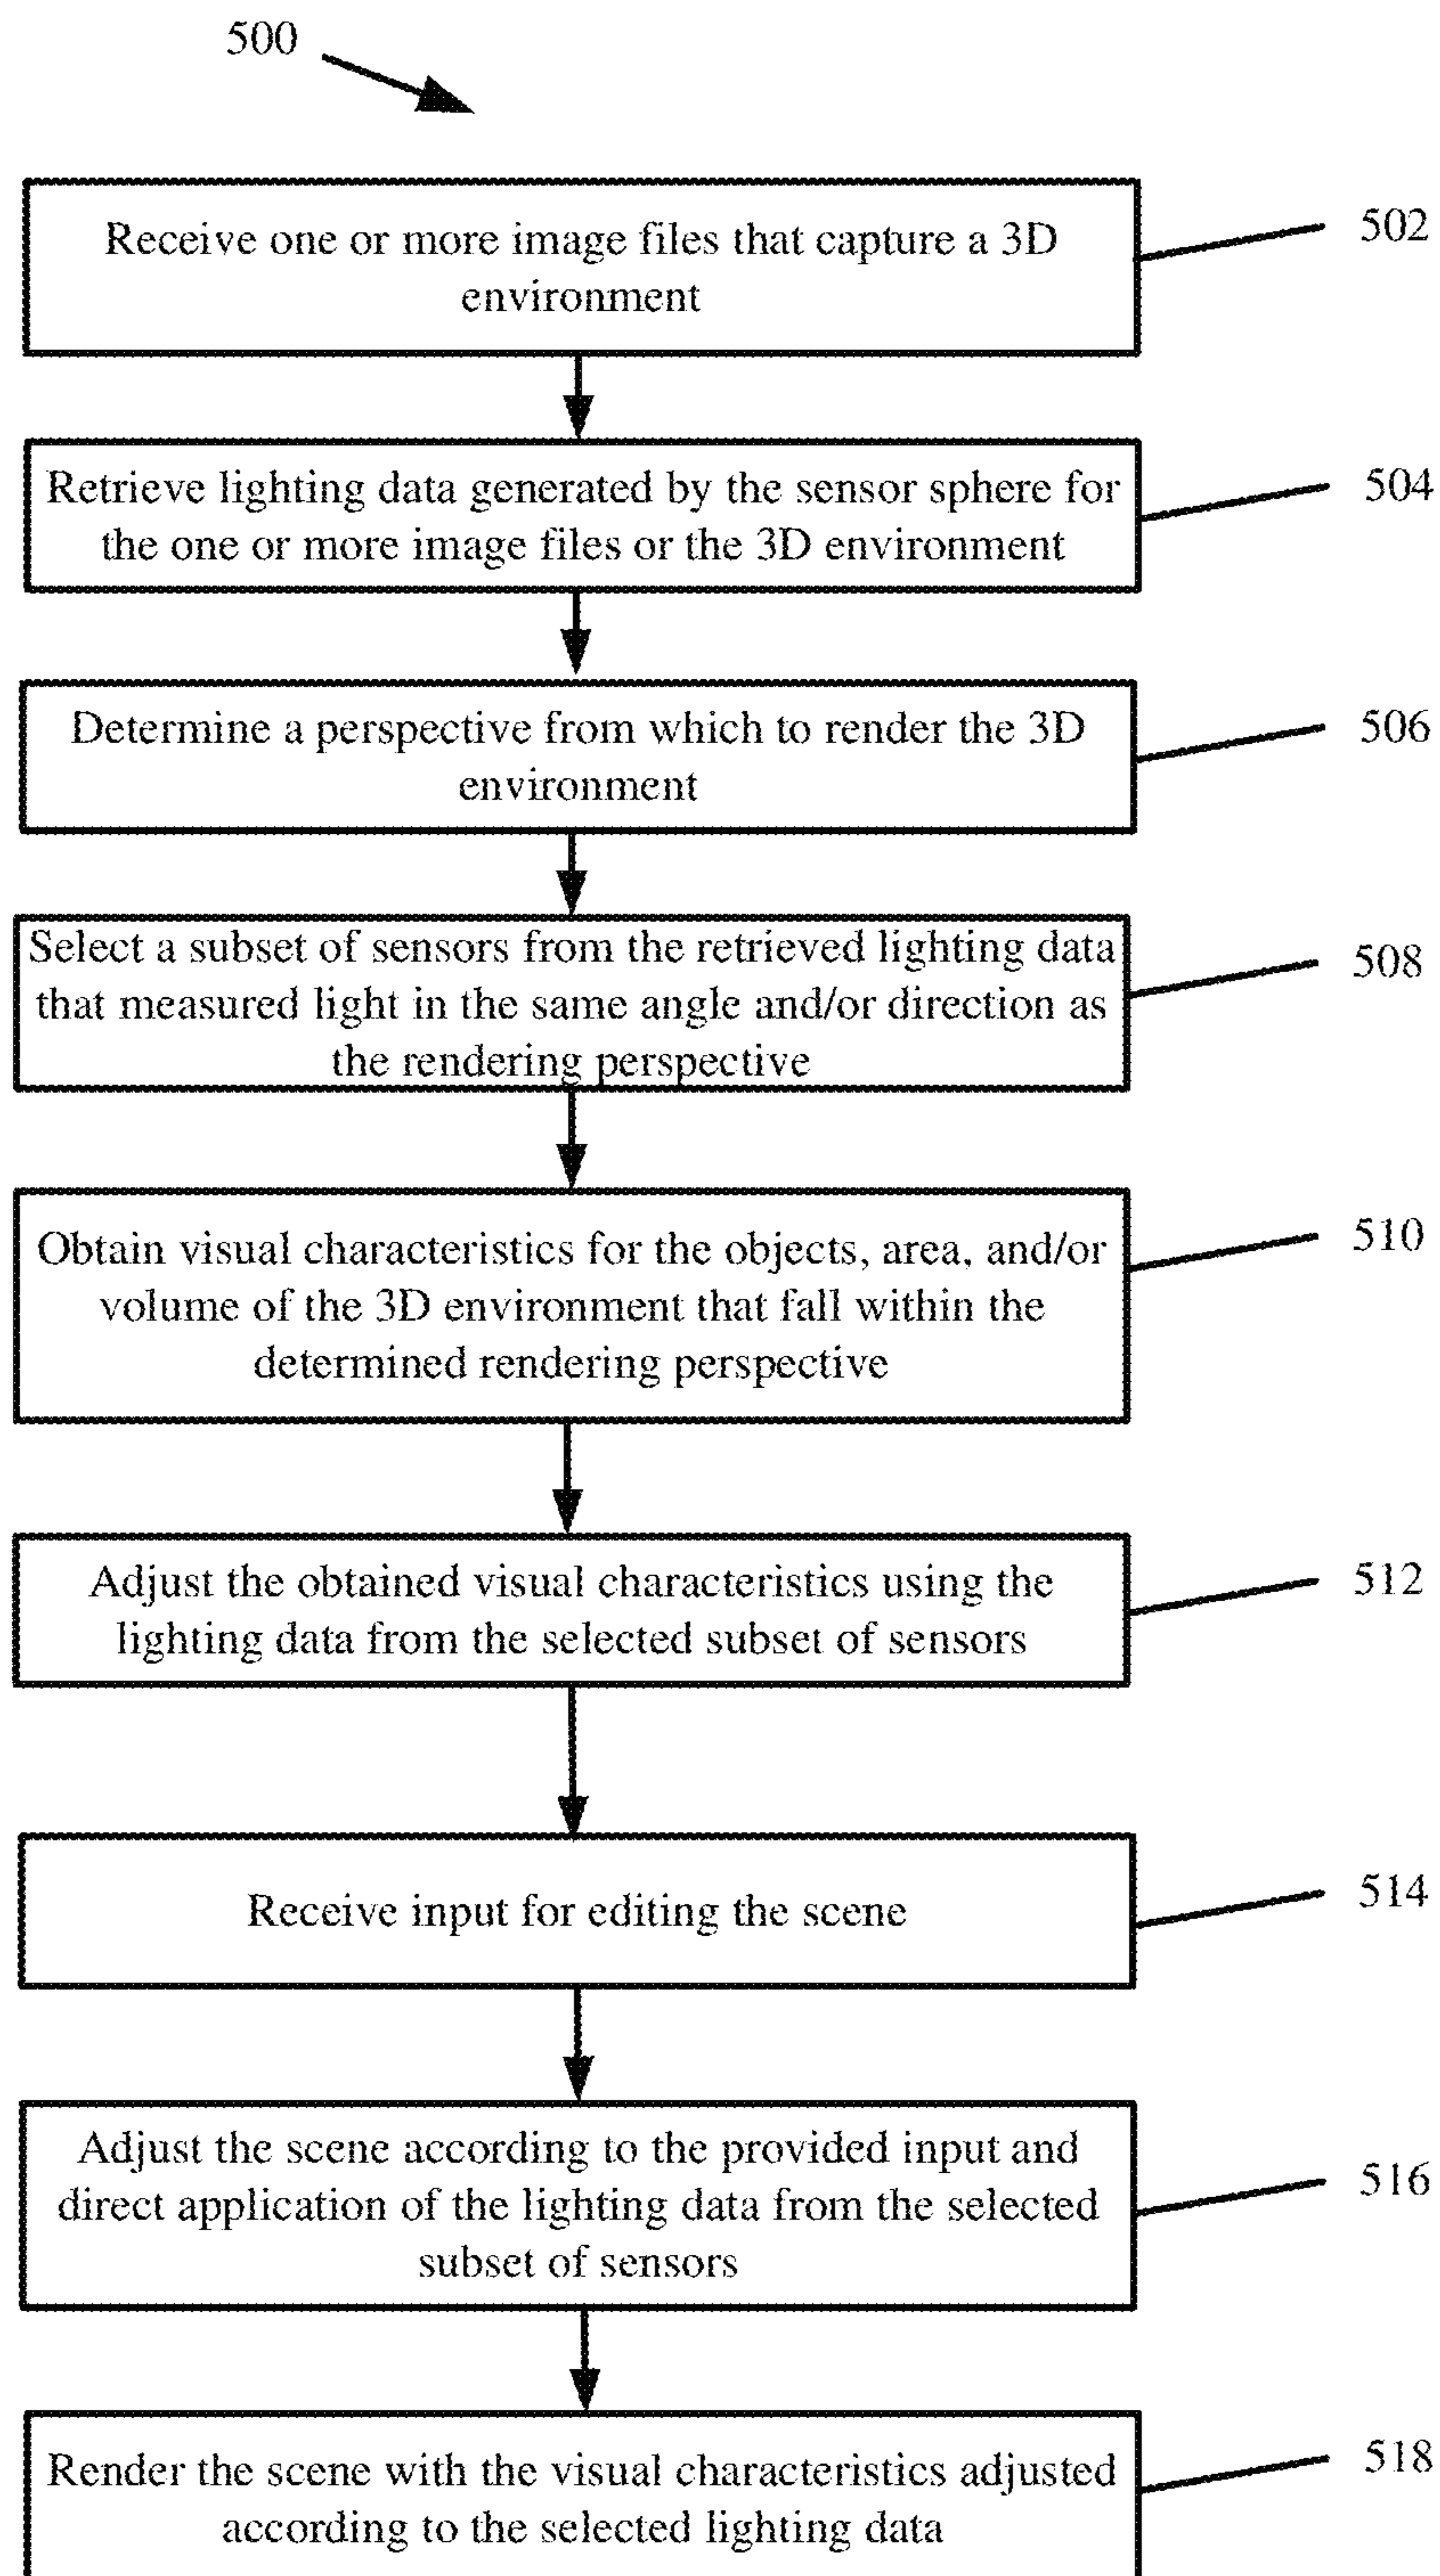 500
Receive one or more image files that capture a 3D
environment
502
Retrieve lighting data generated by the sensor sphere for
the one or more image files or the 3D environment
504
Determine a perspective from which to render the 3D
environment
506
Select a subset of sensors from the retrieved lighting data
that measured light in the same angle and/or direction as
the rendering perspective
508
Obtain visual characteristics for the objects, area, and/or
volume of the 3D environment that fall within the
determined rendering perspective
510
Adjust the obtained visual characteristics using the
lighting data from the selected subset of sensors
512
Receive input for editing the scene
514
Adjust the scene according to the provided input and
direct application of the lighting data from the selected
subset of sensors
516
Render the scene with the visual characteristics adjusted
according to the selected lighting data
518